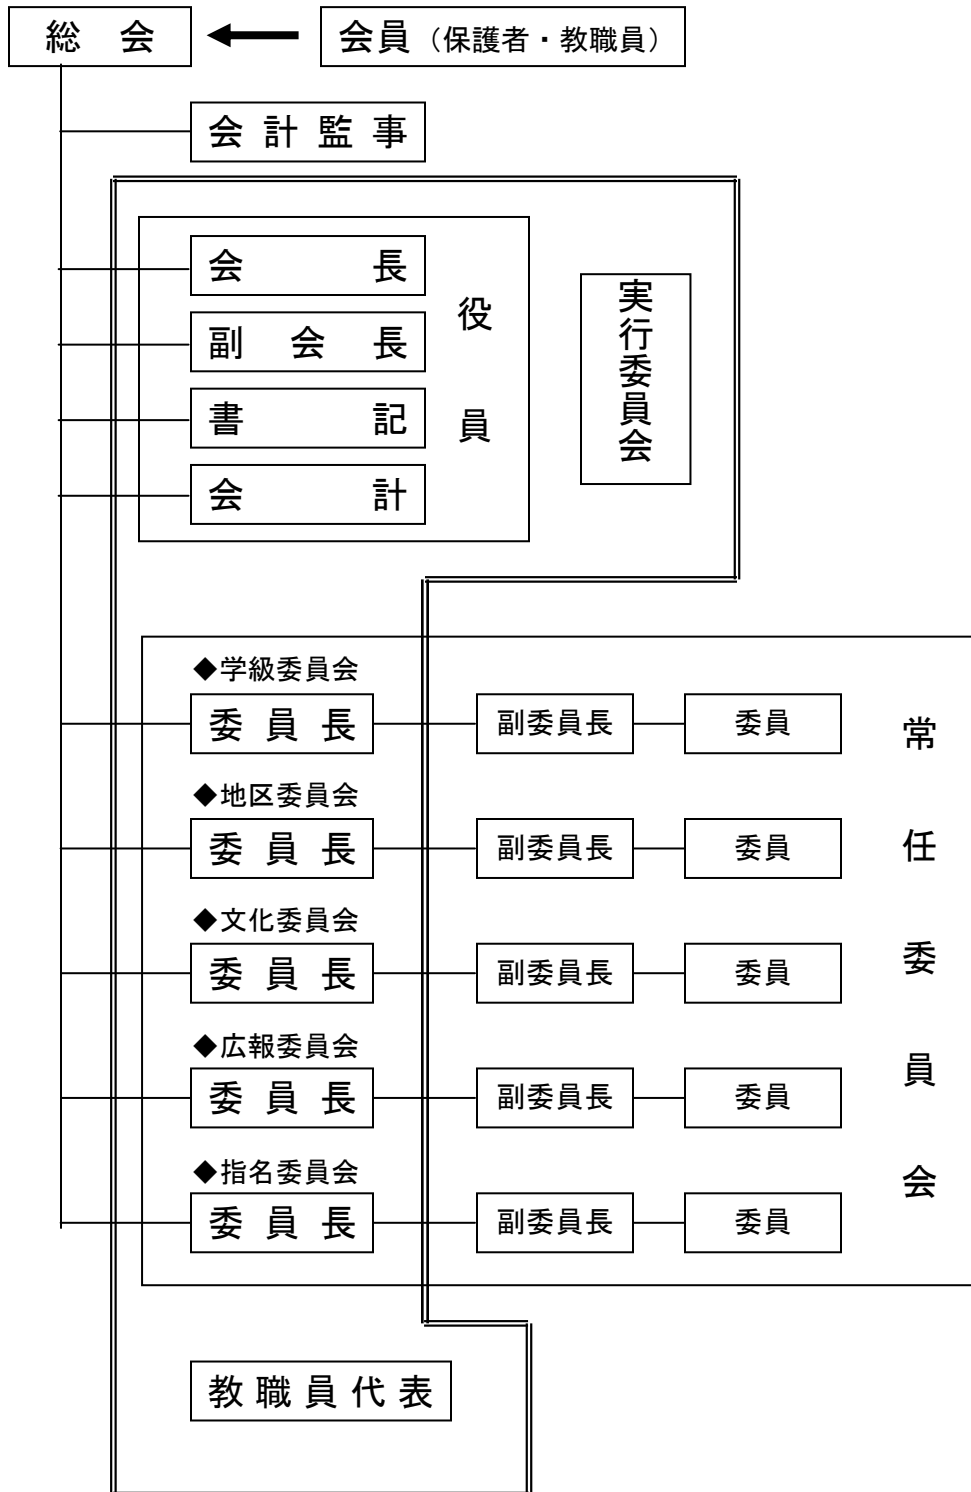 総会
会員（保護者・教職員）
会計監事
会長
副会長
書記
会計
役員
実行委員会
◆学級委員会
委員長
副委員長
委員
◆地区委員会
委員長
副委員長
委員
◆文化委員会
委員長
副委員長
委員
◆広報委員会
委員長
副委員長
委員
◆指名委員会
委員長
副委員長
委員
常任委員会
教職員代表